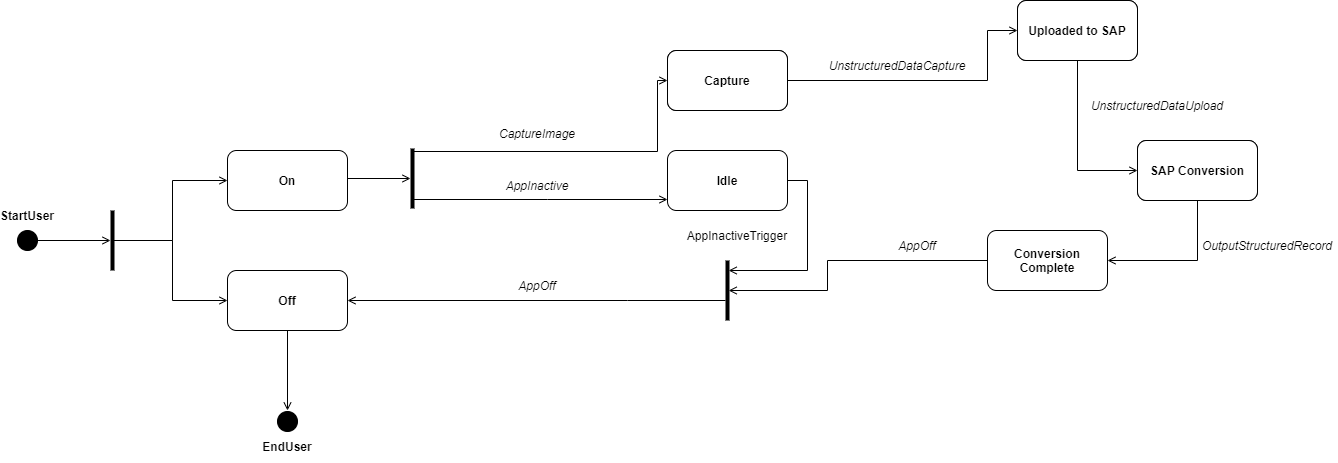 Uploaded to SAP
UnstructuredDataCapture
Capture
UnstructuredDataUpload
CaptureImage
SAP Conversion
On
AppInactive
Idle
StartUser
AppInactiveTrigger
AppOff
Conversion
Complete
OutputStructuredRecord
Off
AppOff
EndUser